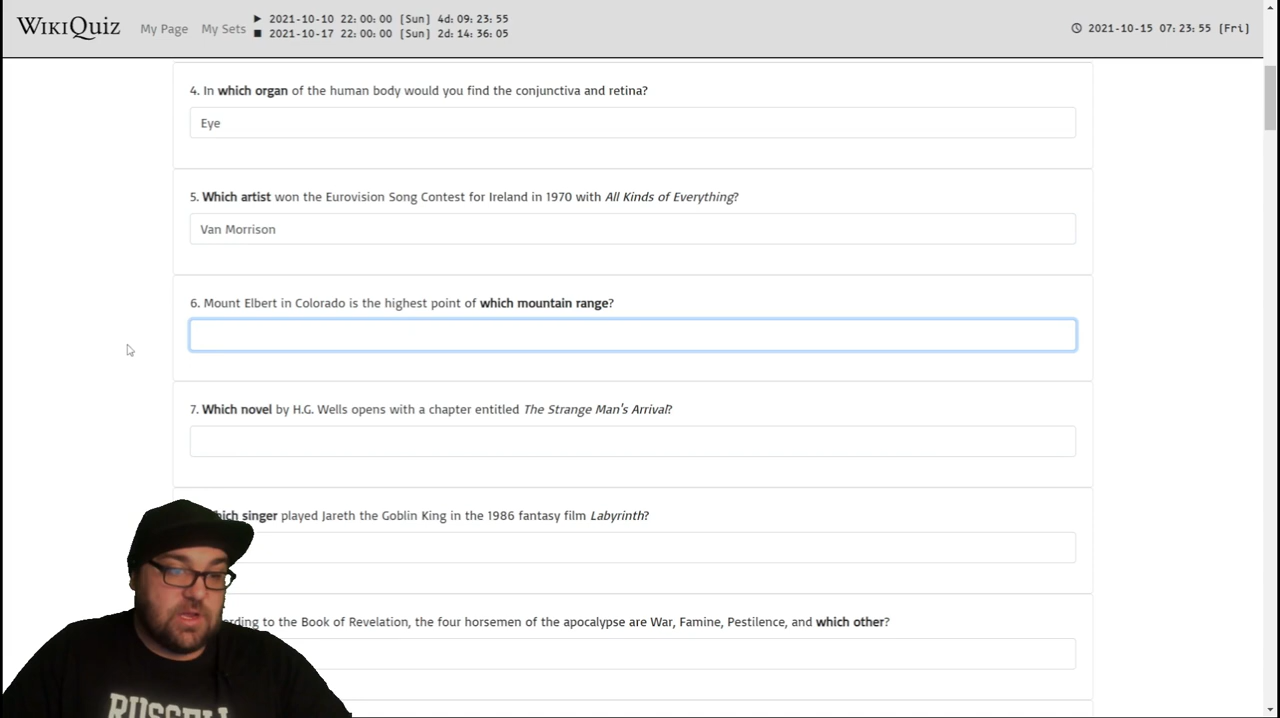 WikiQuiz
My Page
My Sets
▶ 2021-10-10 22:00:00 [Sun] 4d:09:23:55
■ 2021-10-17 22:00:00 [Sun] 2d:14:36:05
2021-10-15 07:23:55 [Fri]
4. In which organ of the human body would you find the conjunctiva and retina?
Eye
5. Which artist won the Eurovision Song Contest for Ireland in 1970 with All Kinds of Everything?
Van Morrison
6. Mount Elbert in Colorado is the highest point of which mountain range?
7. Which novel by H.G. Wells opens with a chapter entitled The Strange Man's Arrival?
singer played Jareth the Goblin King in the 1986 fantasy film Labyrinth?
to the Book of Revelation, the four horsemen of the apocalypse are War, Famine, Pestilence, and which other?
RUSSELL